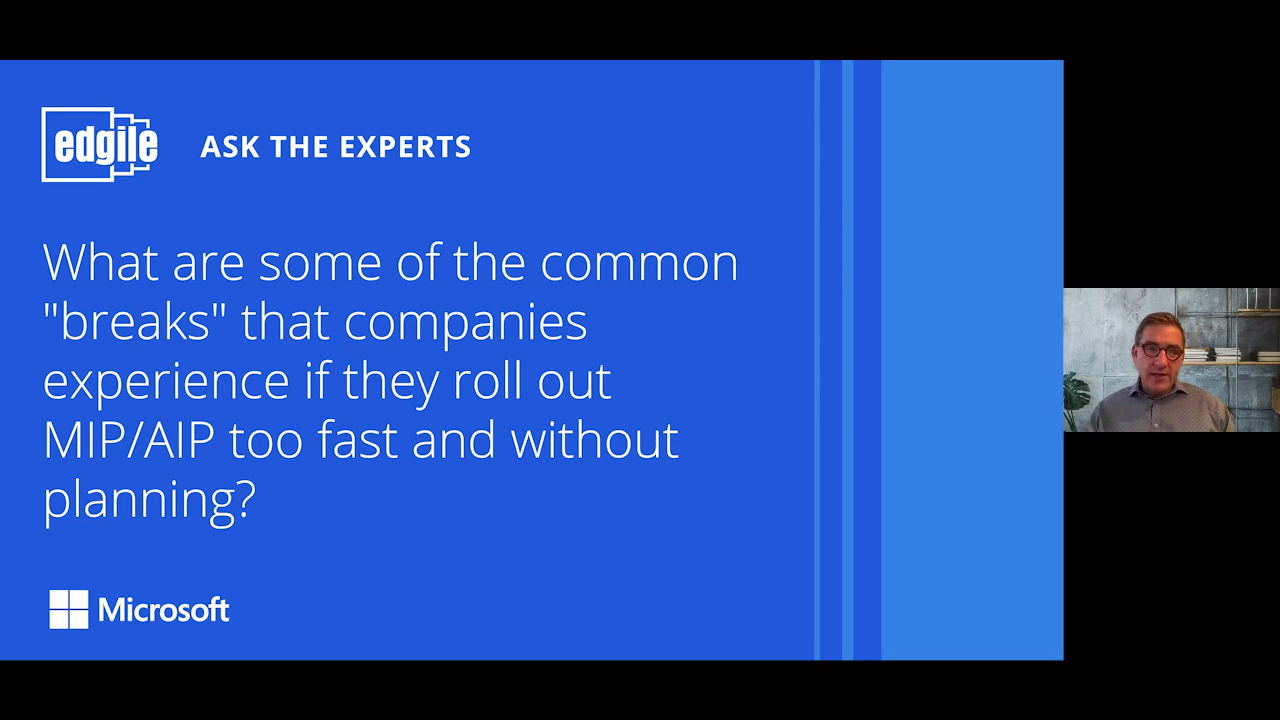 edgile
ASK THE EXPERTS
What are some of the common
"breaks" that companies
experience if they roll out
MIP/AIP too fast and without
planning?
Microsoft